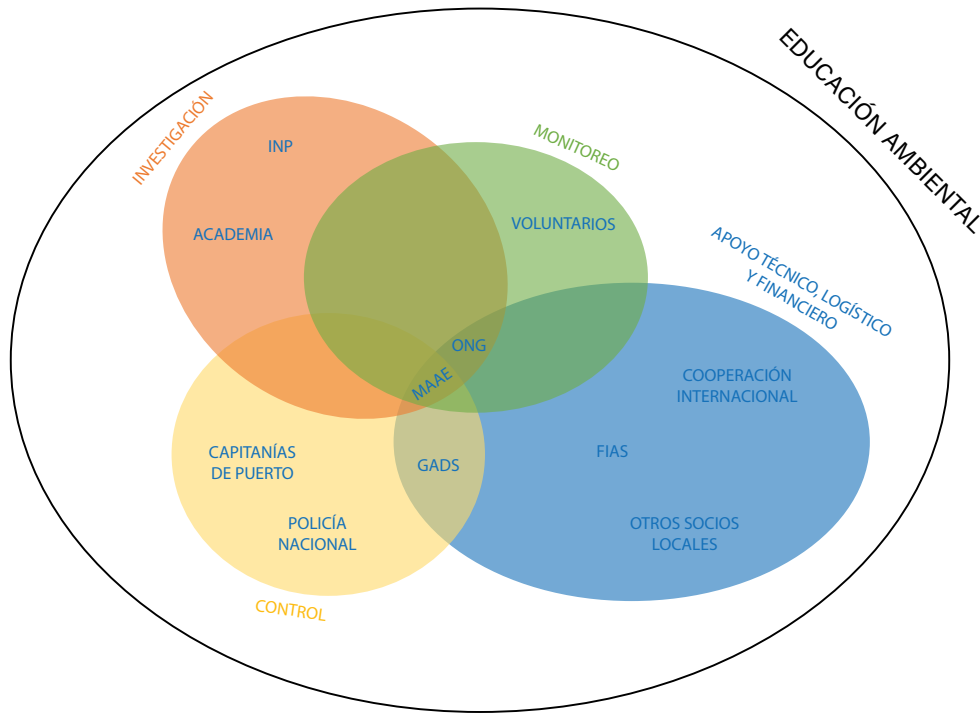 EDUCACIÓN AMBIENTAL
INVESTIGACIÓN
INP
ACADEMIA
MONITOREO
VOLUNTARIOS
APOYO TÉCNICO, LOGÍSTICO
Y FINANCIERO
ONG
MAAE
COOPERACIÓN
INTERNACIONAL
CAPITANÍAS
DE PUERTO
GADS
FIAS
POLICÍA
NACIONAL
OTROS SOCIOS
LOCALES
CONTROL